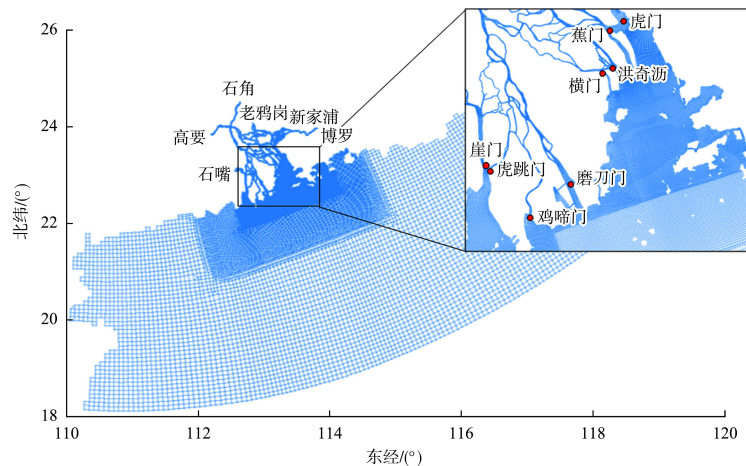 26
24
22
20
18
北纬/(°)
110
112
114
116
118
120
东经/(°)
石角
老鸦岗
新家浦
高要
博罗
石嘴
虎门
蕉门
洪奇沥
横门
崖门
虎跳门
磨刀门
鸡啼门